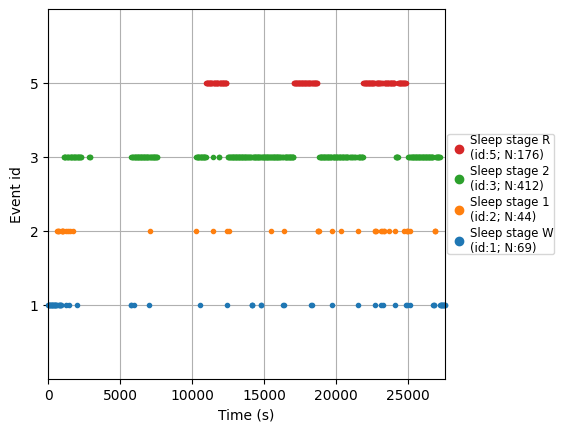 5
3
2
1
Event id
0
5000
10000
15000
20000
25000
Time (s)
Sleep stage R
(id:5; N:176)
Sleep stage 2
(id:3; N:412)
Sleep stage 1
(id:2; N:44)
Sleep stage W
(id:1; N:69)